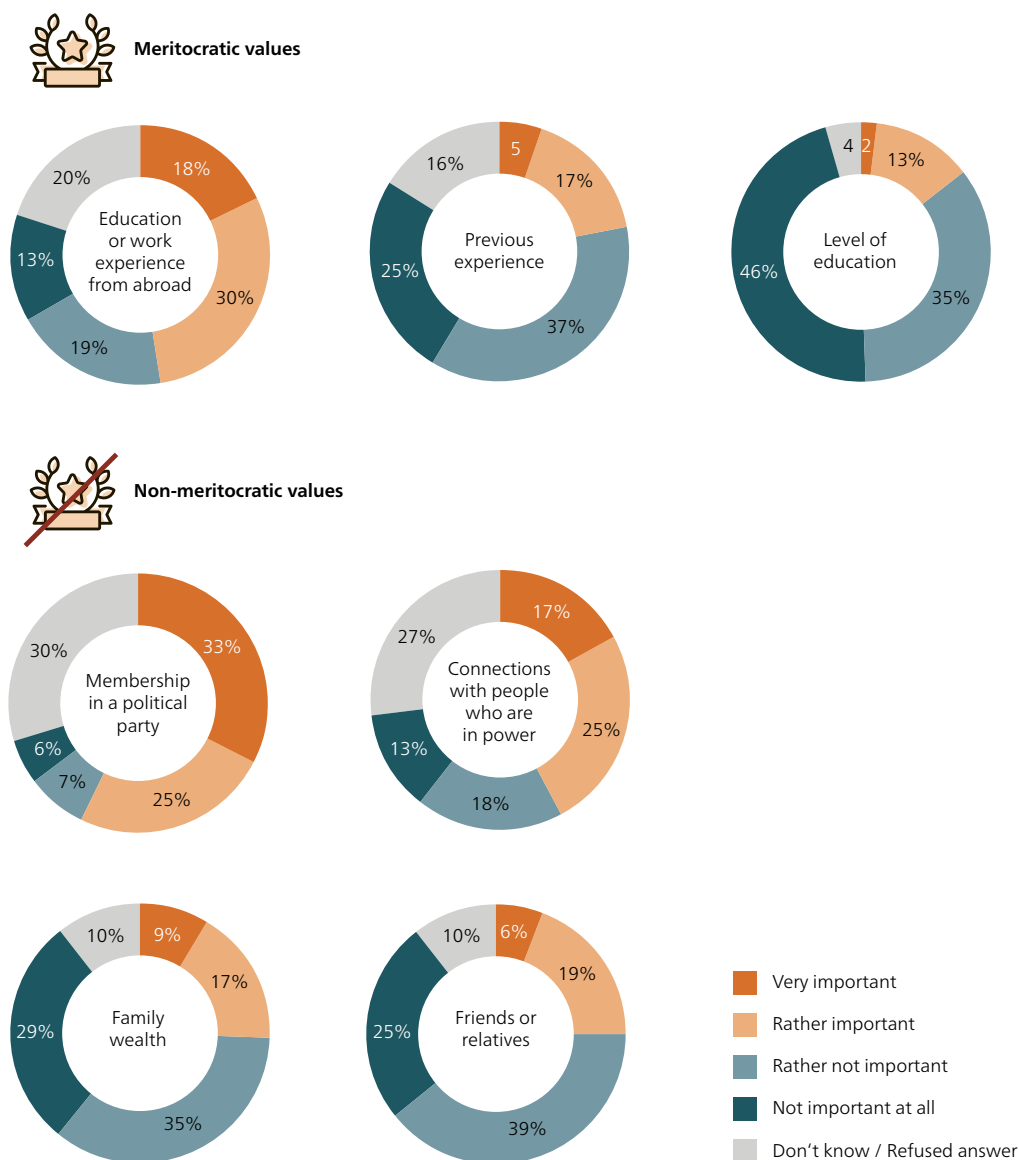 Meritocratic values
18%
30%
19%
13%
20%
Education
or work
experience
from abroad
5
17%
37%
25%
16%
Previous
experience
2
13%
35%
46%
4
Level of
education
Non-meritocratic values
33%
25%
7%
6%
30%
Membership
in a political
party
17%
25%
18%
13%
27%
Connections
with people
who are
in power
9%
17%
35%
29%
10%
Family
wealth
6%
19%
39%
25%
10%
Friends or
relatives
Very important
Rather important
Rather not important
Not important at all
Don't know / Refused answer